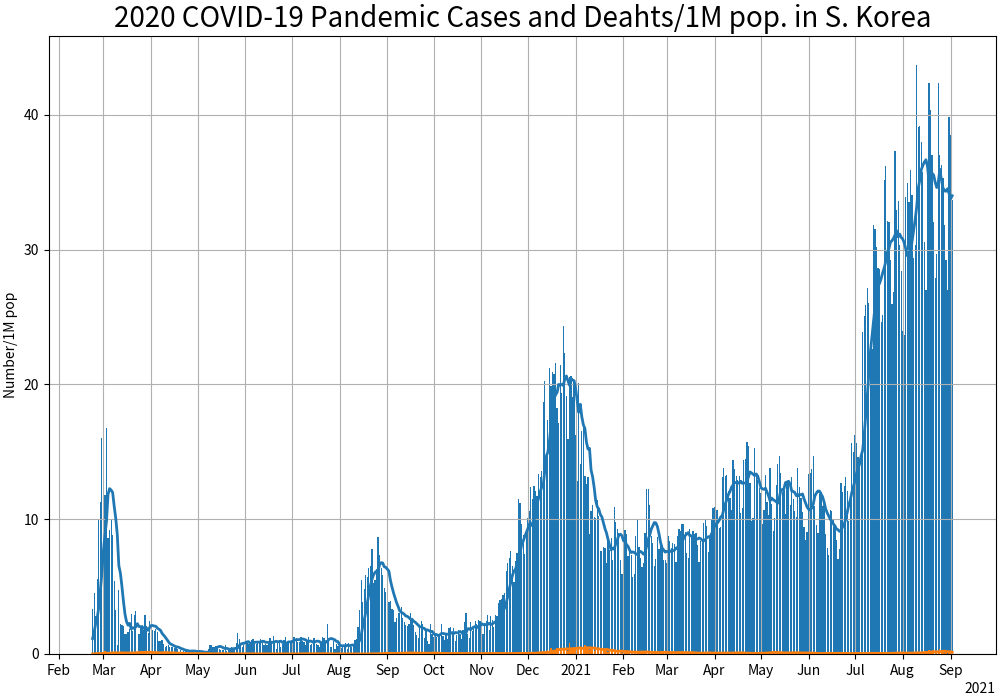 2020 COVID-19 Pandemic Cases and Deahts/1M pop. in S. Korea
Number/1M pop
40
30
20
10
0
Feb Mar Apr May Jun Jul Aug Sep Oct Nov Dec 2021 Feb Mar Apr May Jun Jul Aug Sep
2021